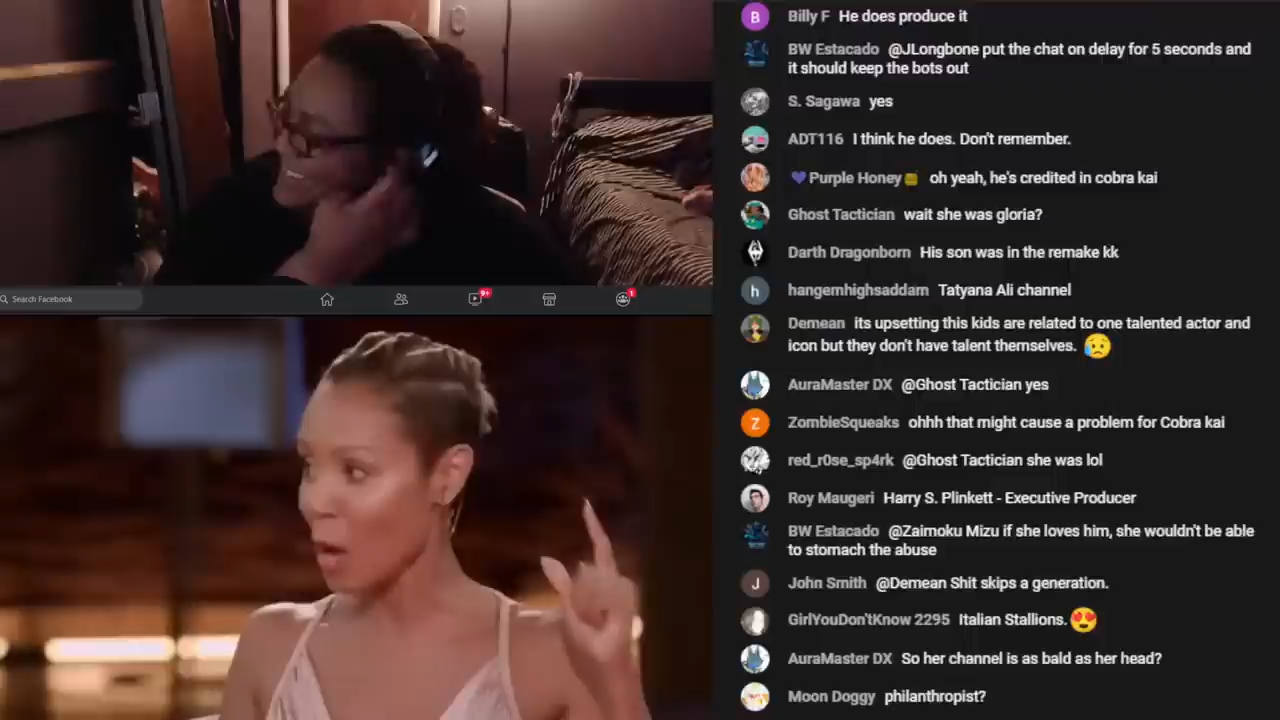 Search Facebook
9+
1
B Billy F He does produce it
BW Estacado @JLongbone put the chat on delay for 5 seconds and
it should keep the bots out
S. Sagawa yes
ADT116 I think he does. Don't remember.
💜Purple Honey🍯 oh yeah, he's credited in cobra kai
Ghost Tactician wait she was gloria?
Darth Dragonborn His son was in the remake kk
h hangemhighsaddam Tatyana Ali channel
Demean its upsetting this kids are related to one talented actor and
icon but they don't have talent themselves. 😥
AuraMaster DX @Ghost Tactician yes
Z ZombieSqueaks ohhh that might cause a problem for Cobra kai
red_r0se_sp4rk @Ghost Tactician she was lol
Roy Maugeri Harry S. Plinkett - Executive Producer
BW Estacado @Zaimoku Mizu if she loves him, she wouldn't be able
to stomach the abuse
J John Smith @Demean Shit skips a generation.
GirlYouDon'tKnow 2295 Italian Stallions.😍
AuraMaster DX So her channel is as bald as her head?
Moon Doggy philanthropist?